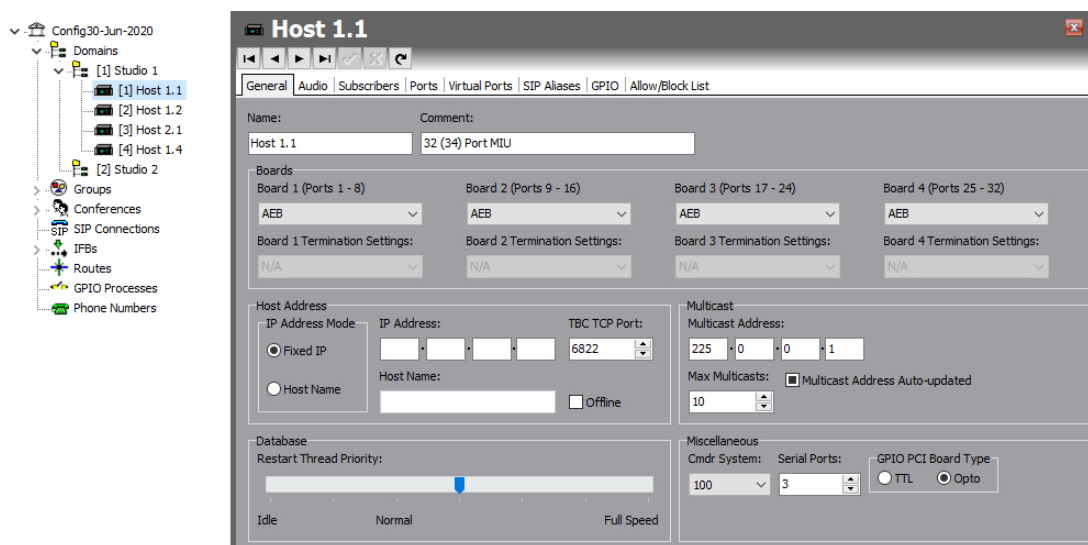 Config30-Jun-2020
Domains
[1] Studio 1
[1] Host 1.1
[2] Host 1.2
[3] Host 2.1
[4] Host 1.4
[2] Studio 2
Groups
Conferences
SIP SIP Connections
IFBs
Routes
GPIO Processes
Phone Numbers
Host 1.1
General Audio Subscribers Ports Virtual Ports SIP Aliases GPIO Allow/Block List
Name: Comment:
Host 1.1 32 (34) Port MIU
Boards
Board 1 (Ports 1 - 8) Board 2 (Ports 9 - 16) Board 3 (Ports 17 - 24) Board 4 (Ports 25 - 32)
AEB AEB AEB AEB
Board 1 Termination Settings: Board 2 Termination Settings: Board 3 Termination Settings: Board 4 Termination Settings:
N/A N/A N/A N/A
Host Address
IP Address Mode IP Address: TBC TCP Port:
Fixed IP . . . 6822
Host Name Host Name: Offline
Multicast
Multicast Address:
225 . 0 . 0 . 1
Max Multicasts: Multicast Address Auto-updated
10
Database
Restart Thread Priority:
Idle Normal Full Speed
Miscellaneous
Cmdr System: Serial Ports: GPIO PCI Board Type
100 3 TTL Opto